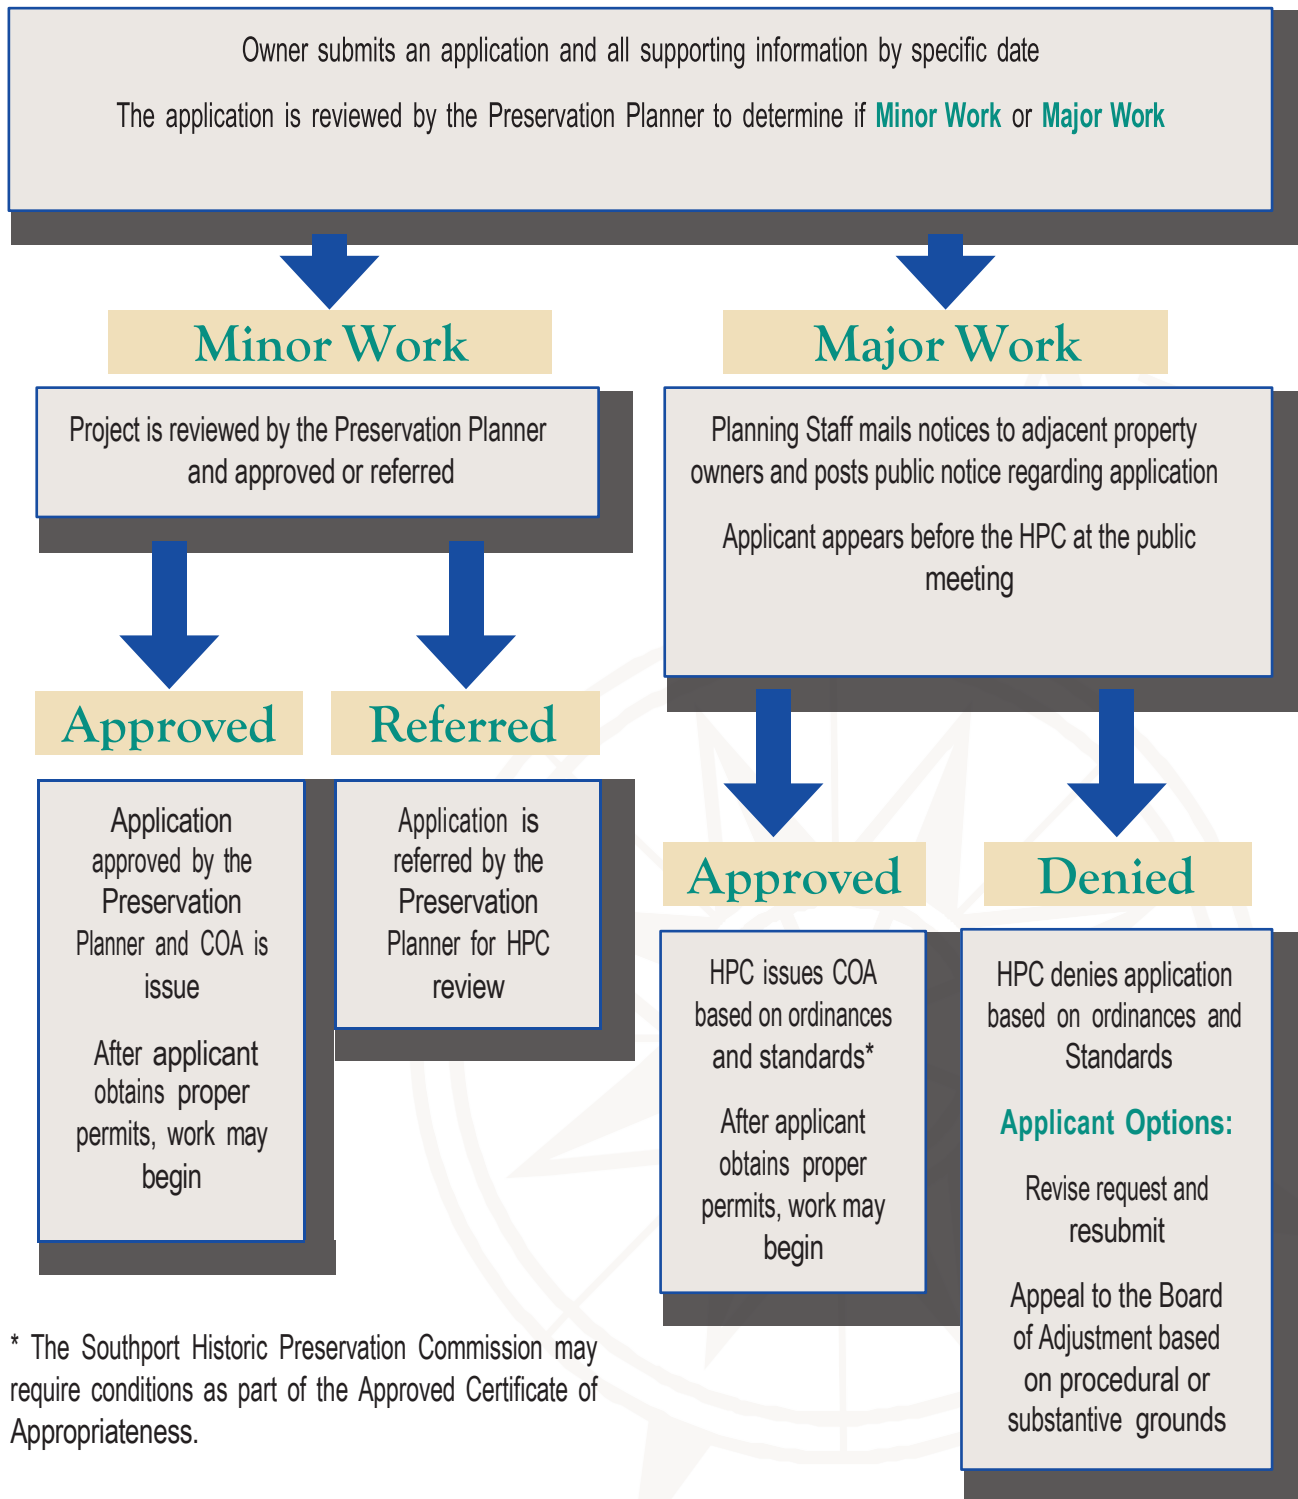 Owner submits an application and all supporting information by specific date
The application is reviewed by the Preservation Planner to determine if Minor Work or Major Work
Minor Work
Project is reviewed by the Preservation Planner
and approved or referred
Approved
Application
approved by the
Preservation
Planner and COA is
issue
After applicant
obtains proper
permits, work may
begin
Referred
Application is
referred by the
Preservation
Planner for HPC
review
Major Work
Planning Staff mails notices to adjacent property
owners and posts public notice regarding application
Applicant appears before the HPC at the public
meeting
Approved
HPC issues COA
based on ordinances
and standards*
After applicant
obtains proper
permits, work may
begin
Denied
HPC denies application
based on ordinances and
Standards
Applicant Options:
Revise request and
resubmit
Appeal to the Board
of Adjustment based
on procedural or
substantive grounds
* The Southport Historic Preservation Commission may
require conditions as part of the Approved Certificate of
Appropriateness.